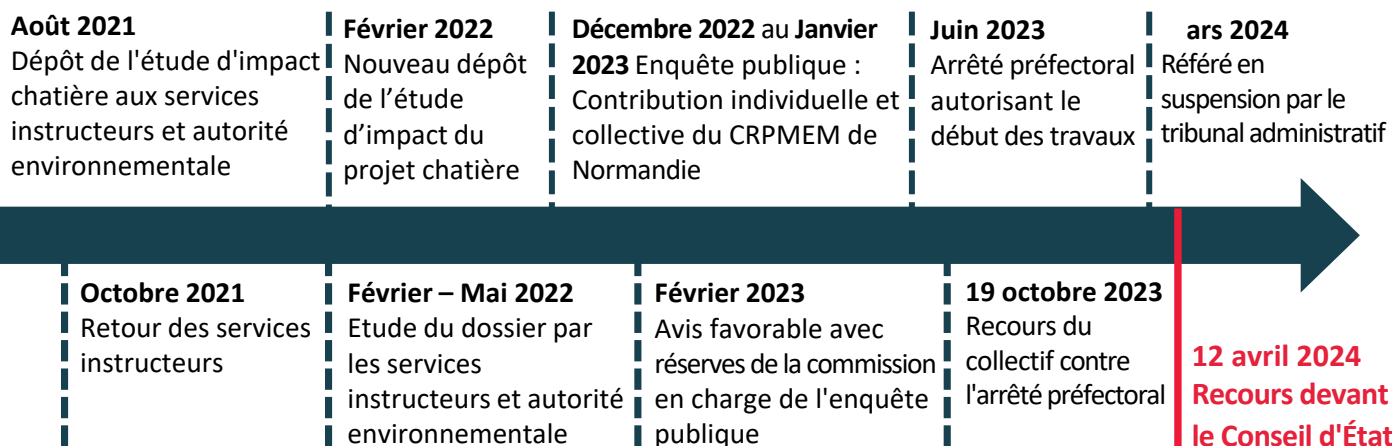 Août 2021
Dépôt de l'étude d'impact
chatière aux services
instructeurs et autorité
environnementale
Février 2022
Nouveau dépôt
de l’étude
d’impact du
projet chatière
Décembre 2022 au Janvier
2023 Enquête publique :
Contribution individuelle et
collective du CRPMEM de
Normandie
Juin 2023
Arrêté préfectoral
autorisant le
début des travaux
ars 2024
Référé en
suspension par le
tribunal administratif
Octobre 2021
Retour des services
instructeurs
Février – Mai 2022
Etude du dossier par
les services
instructeurs et autorité
environnementale
Février 2023
Avis favorable avec
réserves de la commission
en charge de l'enquête
publique
19 octobre 2023
Recours du
collectif contre
l'arrêté préfectoral
12 avril 2024
Recours devant
le Conseil d'État